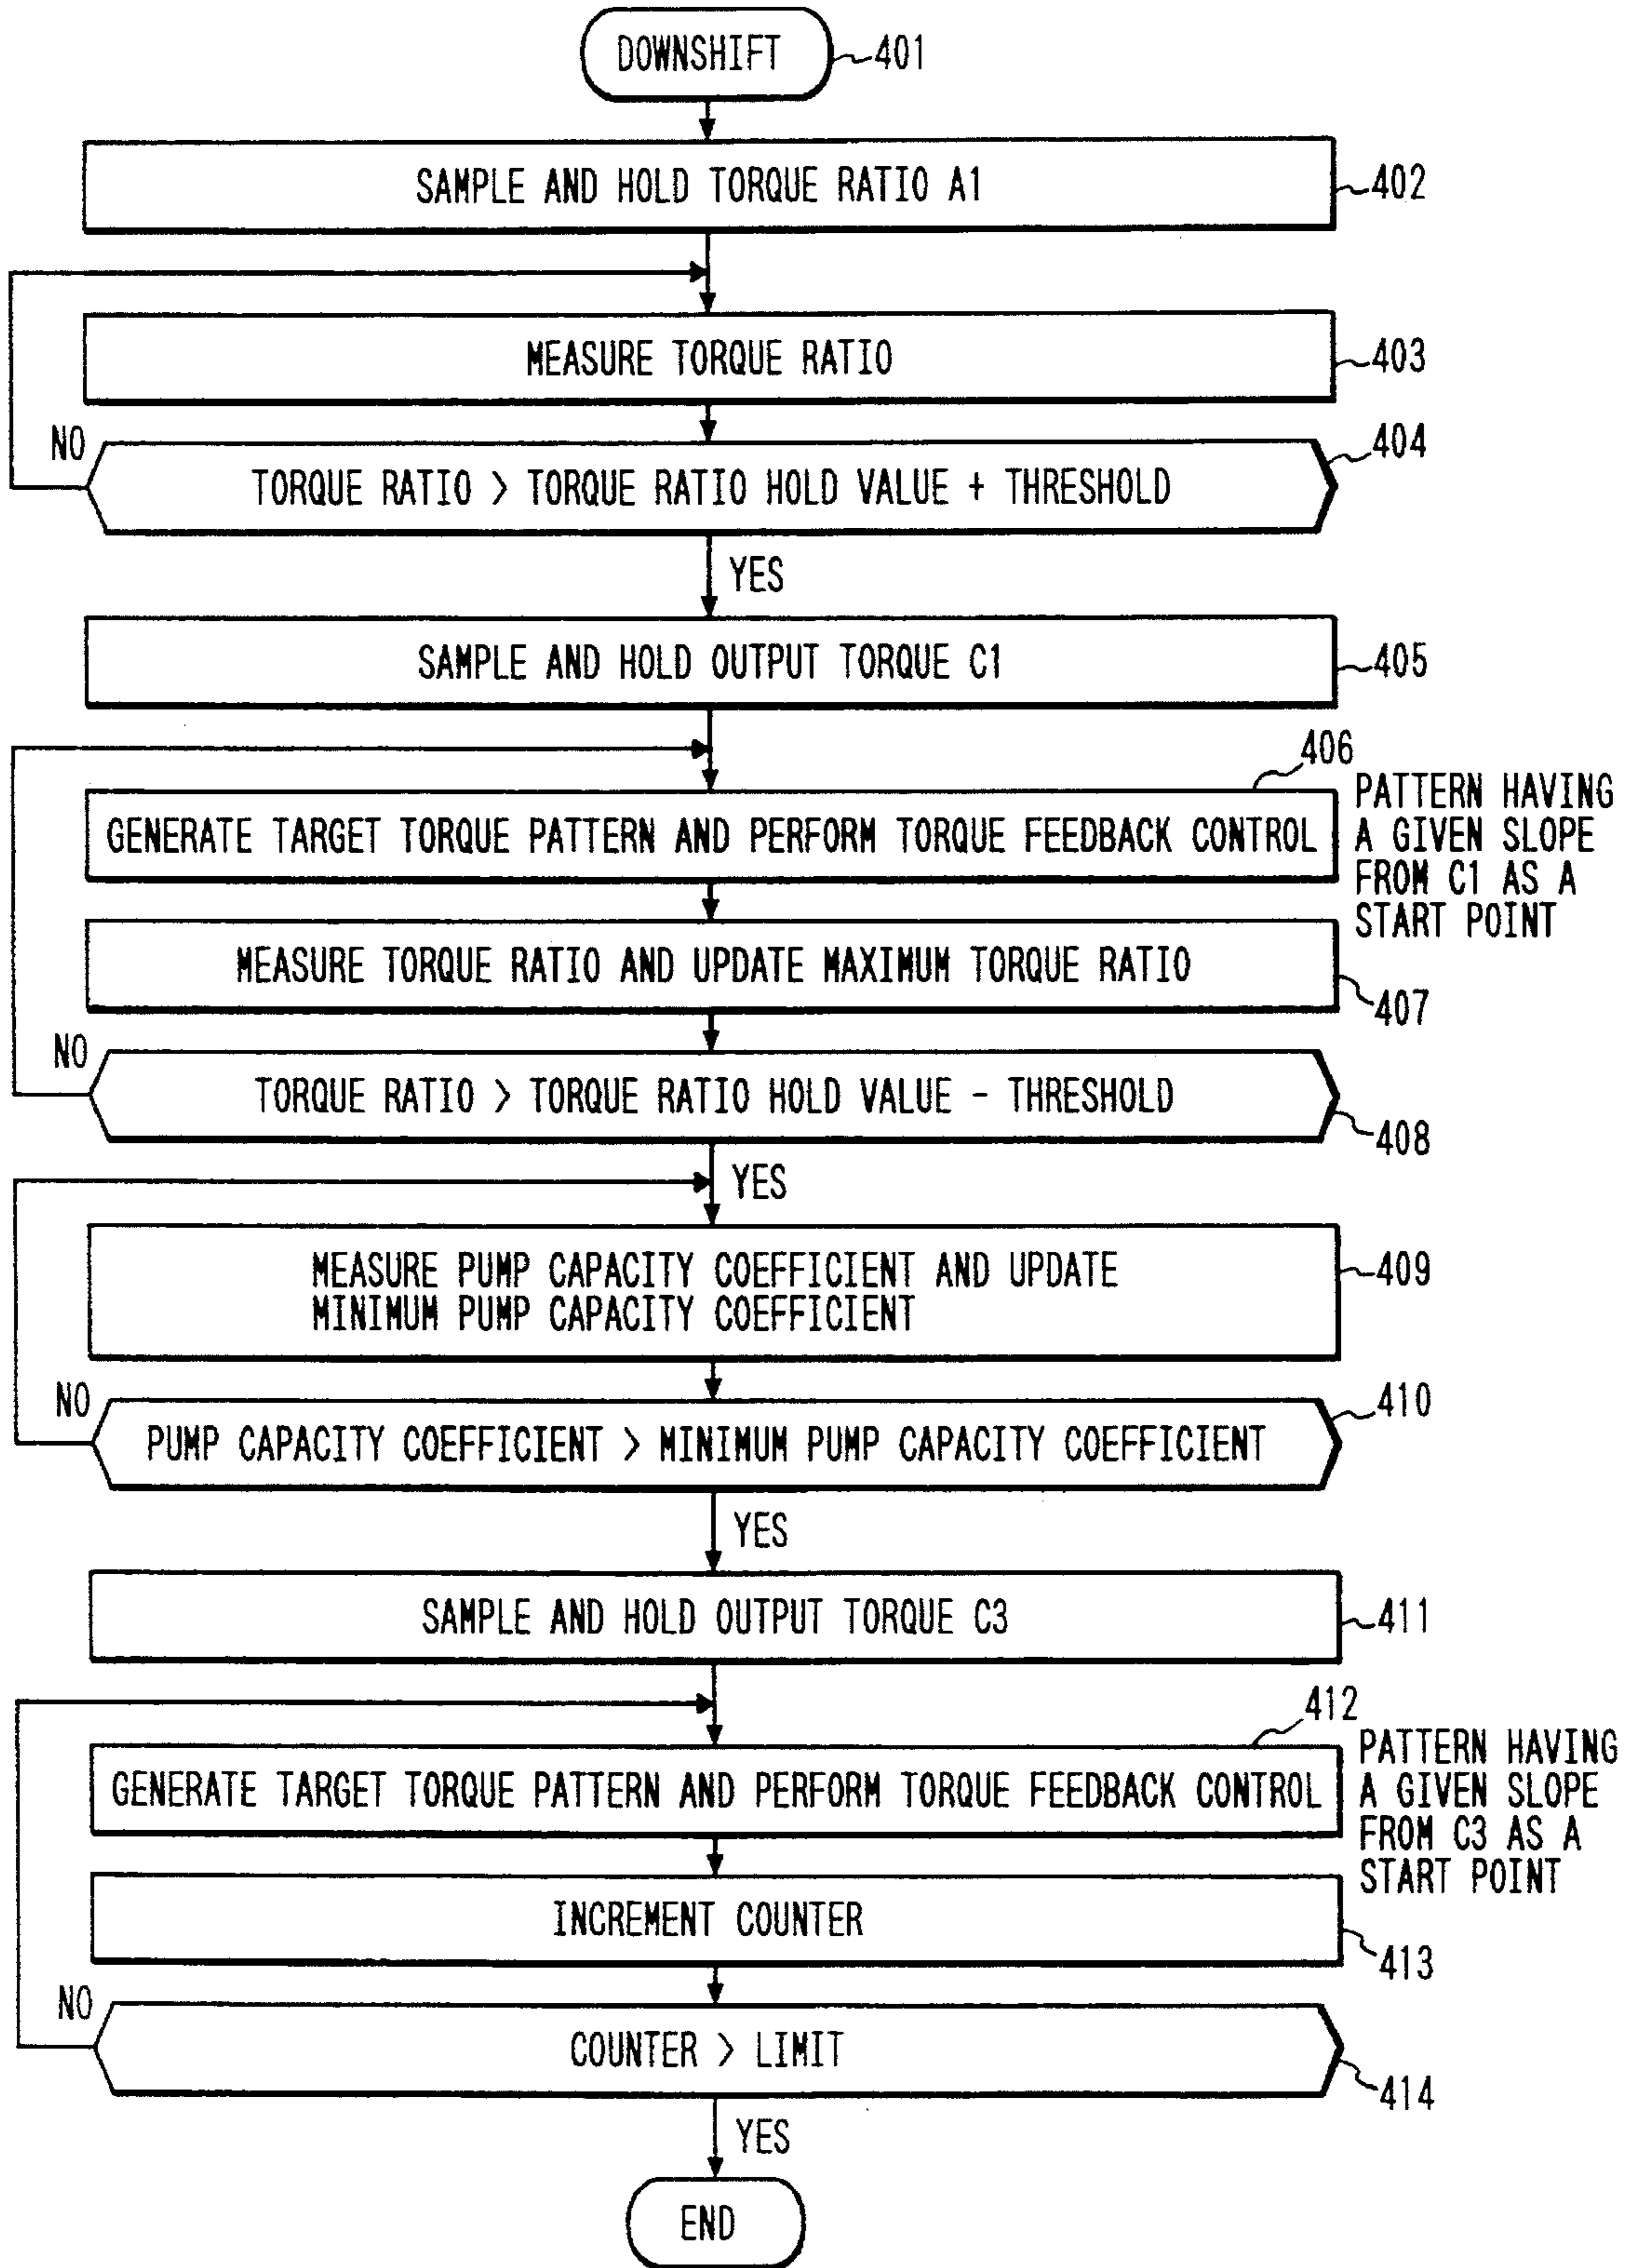 DOWNSHIFT
401
SAMPLE AND HOLD TORQUE RATIO A1
402
MEASURE TORQUE RATIO
403
NO
404
TORQUE RATIO > TORQUE RATIO HOLD VALUE + THRESHOLD
YES
SAMPLE AND HOLD OUTPUT TORQUE C1
405
406
GENERATE TARGET TORQUE PATTERN AND PERFORM TORQUE FEEDBACK CONTROL
PATTERN HAVING
A GIVEN SLOPE
FROM C1 AS A
START POINT
MEASURE TORQUE RATIO AND UPDATE MAXIMUM TORQUE RATIO
407
NO
TORQUE RATIO > TORQUE RATIO HOLD VALUE - THRESHOLD
408
YES
MEASURE PUMP CAPACITY COEFFICIENT AND UPDATE
MINIMUM PUMP CAPACITY COEFFICIENT
409
NO
410
PUMP CAPACITY COEFFICIENT > MINIMUM PUMP CAPACITY COEFFICIENT
YES
SAMPLE AND HOLD OUTPUT TORQUE C3
411
412
GENERATE TARGET TORQUE PATTERN AND PERFORM TORQUE FEEDBACK CONTROL
PATTERN HAVING
A GIVEN SLOPE
FROM C3 AS A
START POINT
INCREMENT COUNTER
413
NO
COUNTER > LIMIT
414
YES
END